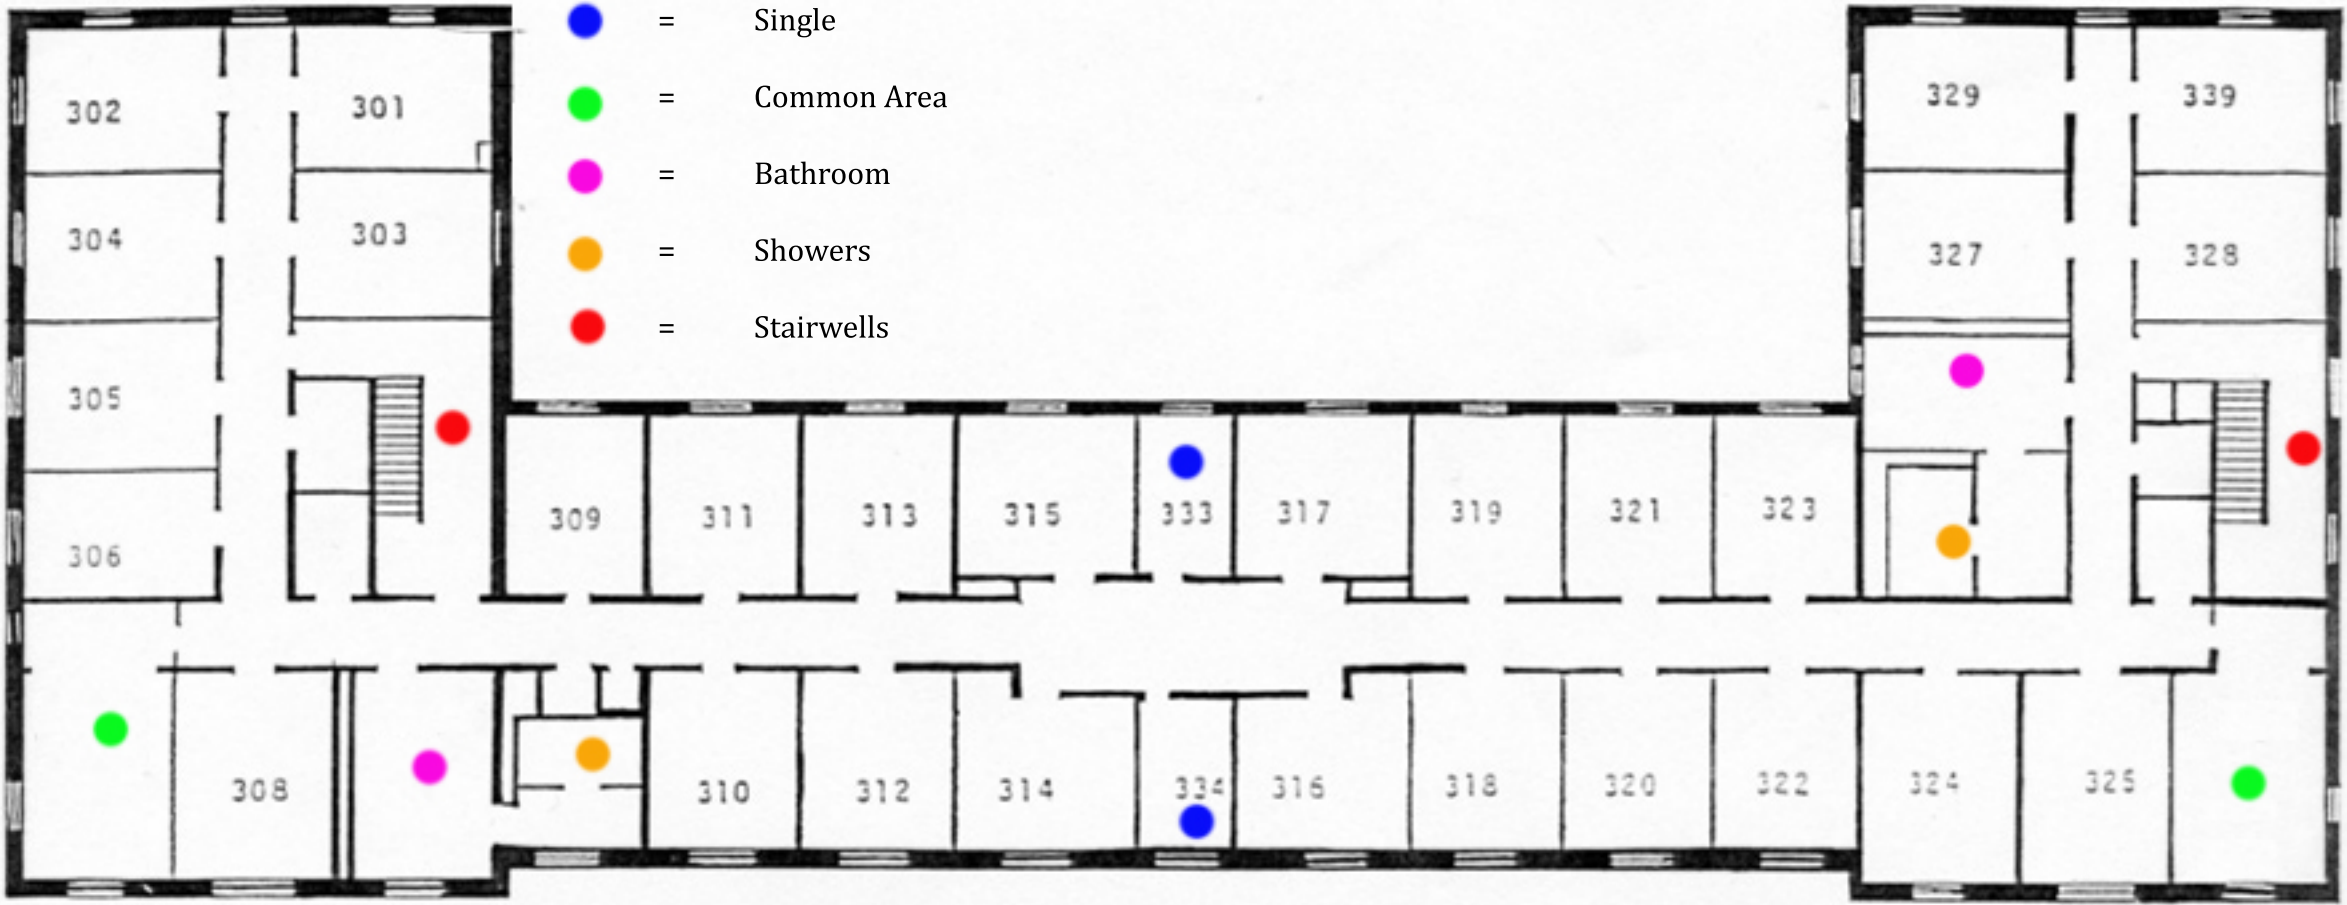 = Single
= Common Area
= Bathroom
= Showers
= Stairwells
302 301 329 339
304 303 327 328
305
306
309 311 313 315 333 317 319 321 323
308 310 312 314 334 316 318 320 322 324 325